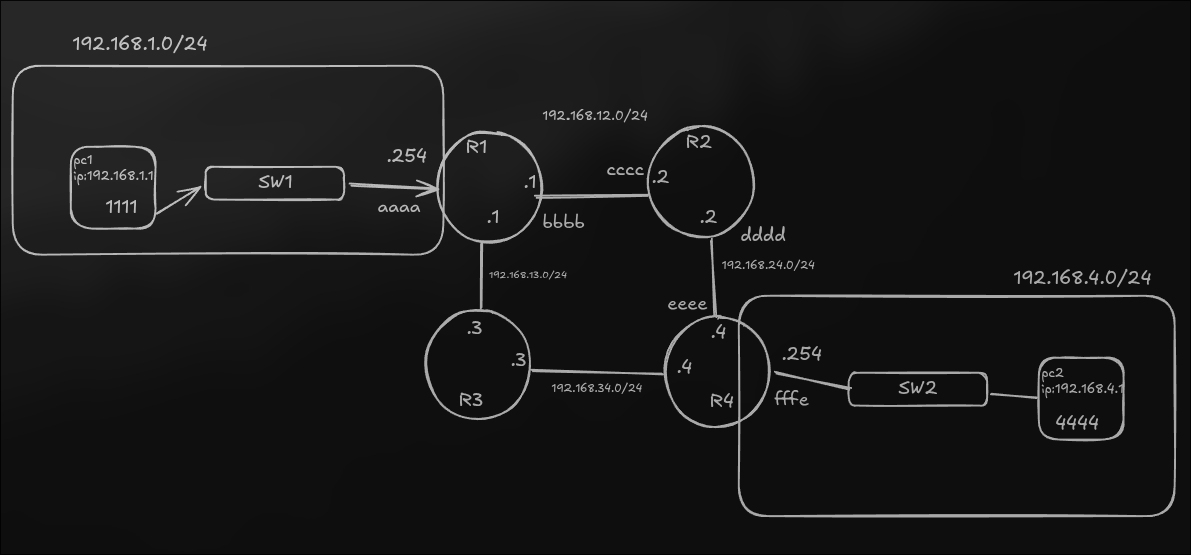 192.168.1.0/24
pc1
ip:192.168.1.1
1111
SW1
.254
aaaa
R1
.1
.1
bbbb
192.168.12.0/24
cccc
R2
.2
.2
dddd
192.168.13.0/24
192.168.24.0/24
eeee
.3
.3
R3
192.168.34.0/24
.4
.4
R4
192.168.4.0/24
.254
fffe
SW2
pc2
ip:192.168.4.1
4444